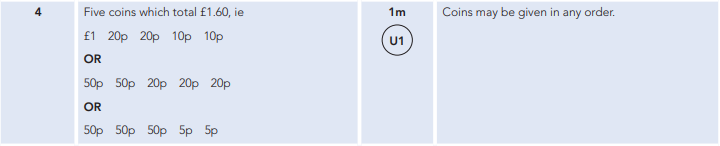 4 Five coins which total £1.60, ie 1m Coins may be given in any order.
£1 20p 20p 10p 10p U1
OR
50p 50p 20p 20p 20p
OR
50p 50p 50p 5p 5p